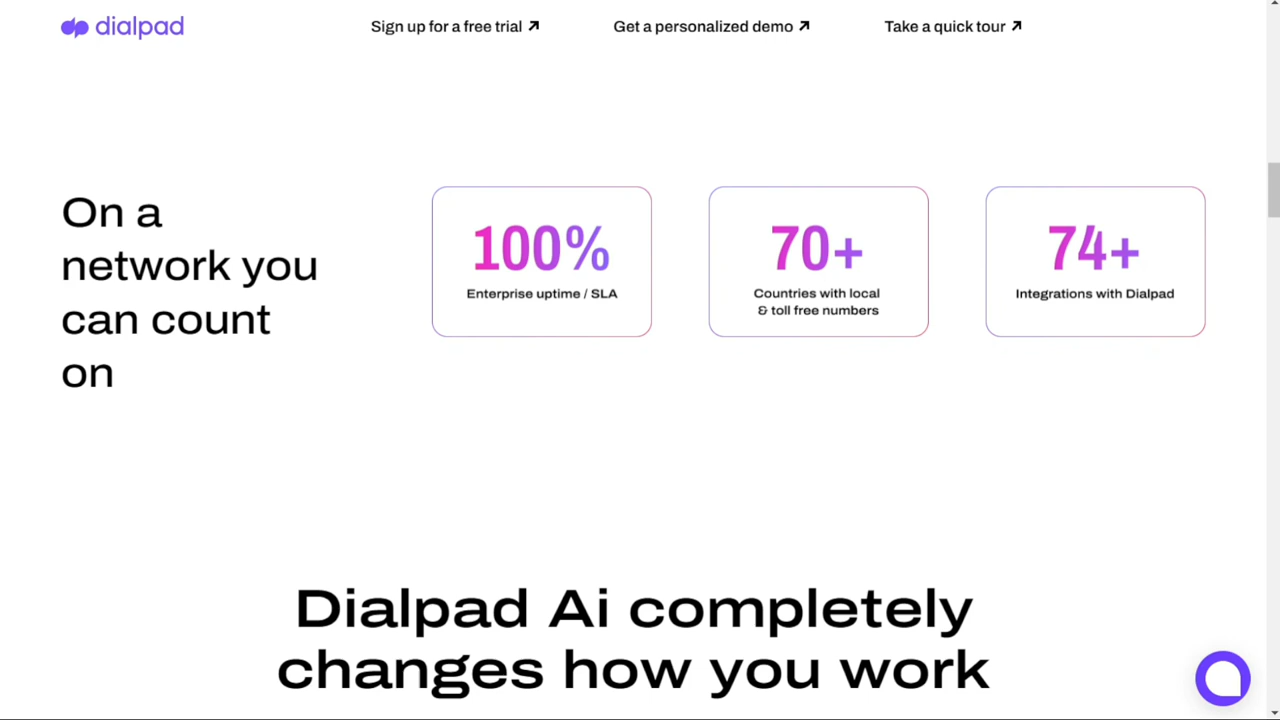 dialpad
Sign up for a free trial
Get a personalized demo
Take a quick tour
On a
network you
can count
on
100%
Enterprise uptime / SLA
70+
Countries with local
& toll free numbers
74+
Integrations with Dialpad
Dialpad Ai completely
changes how you work